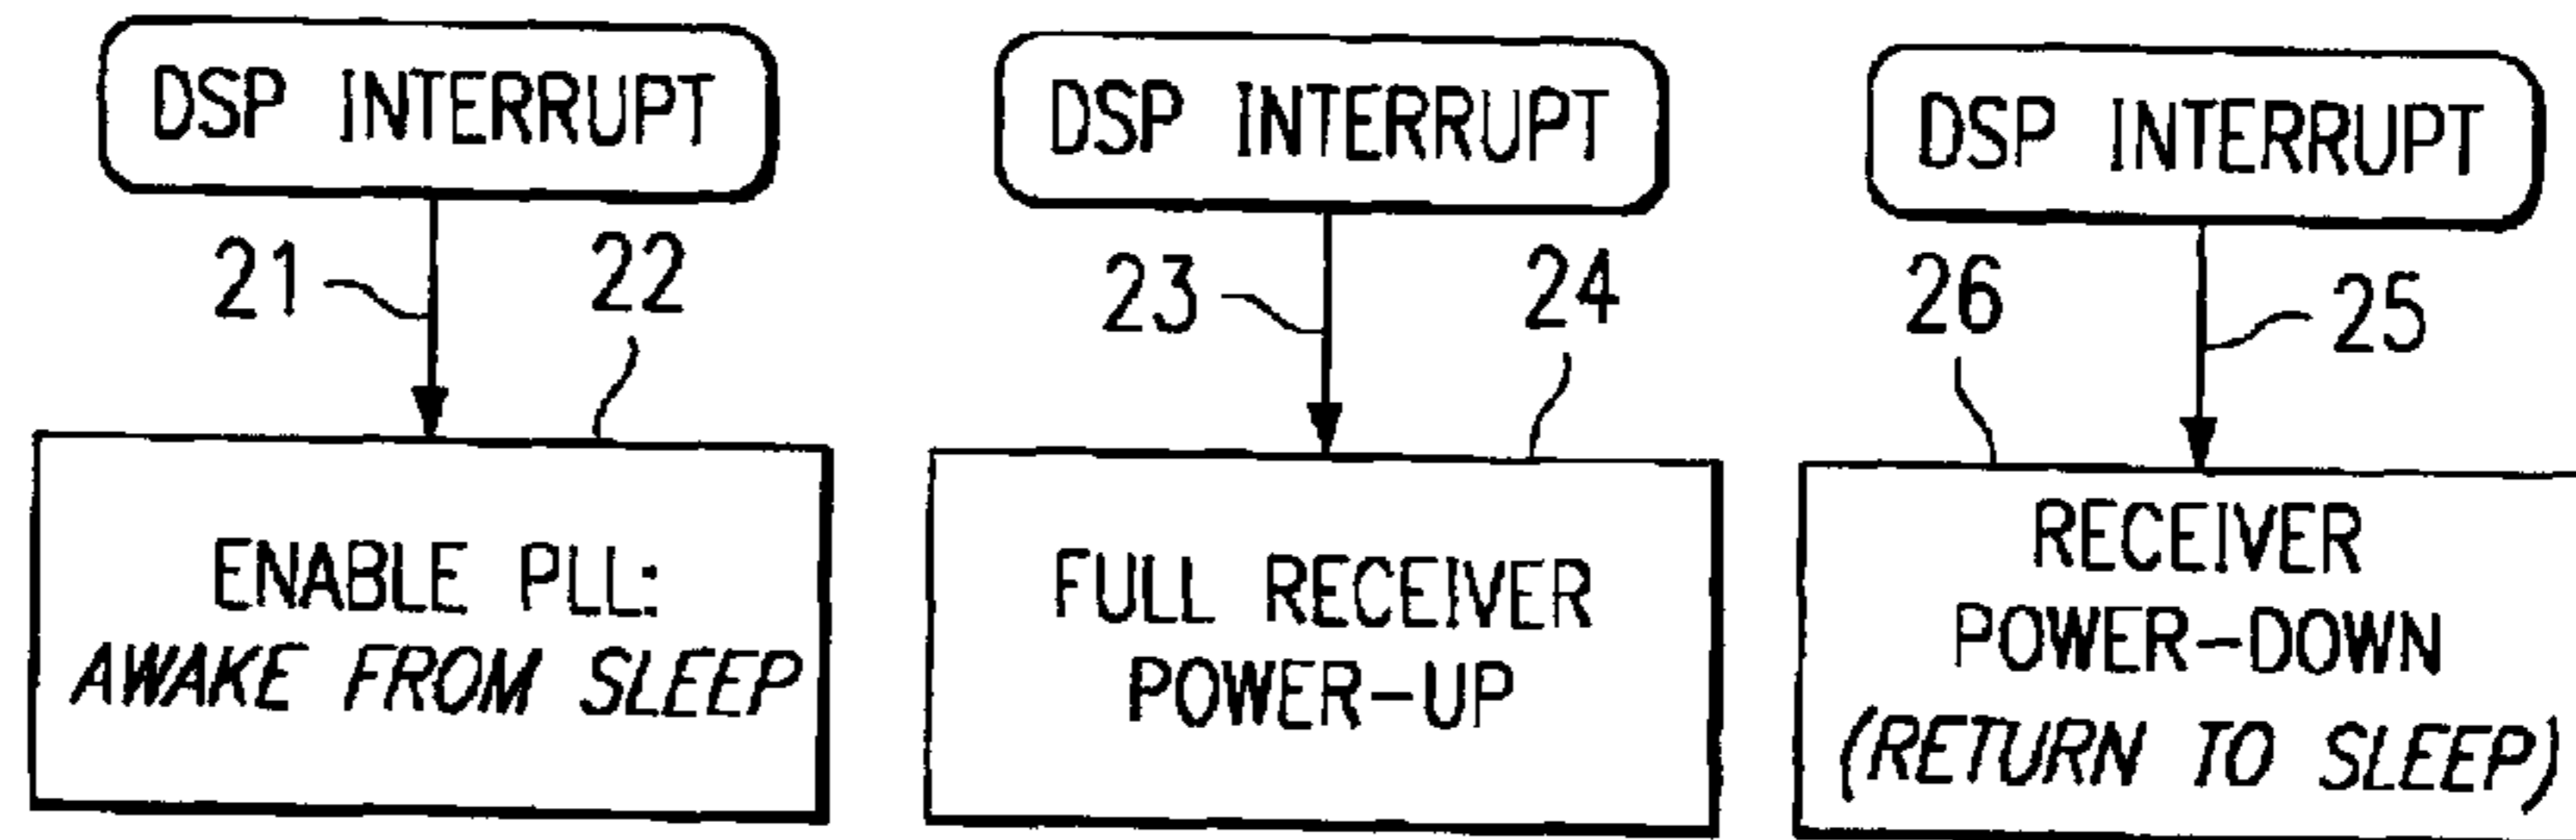 DSP INTERRUPT
21
22
ENABLE PLL:
AWAKE FROM SLEEP
DSP INTERRUPT
23
24
FULL RECEIVER
POWER-UP
DSP INTERRUPT
26
25
RECEIVER
POWER-DOWN
(RETURN TO SLEEP)